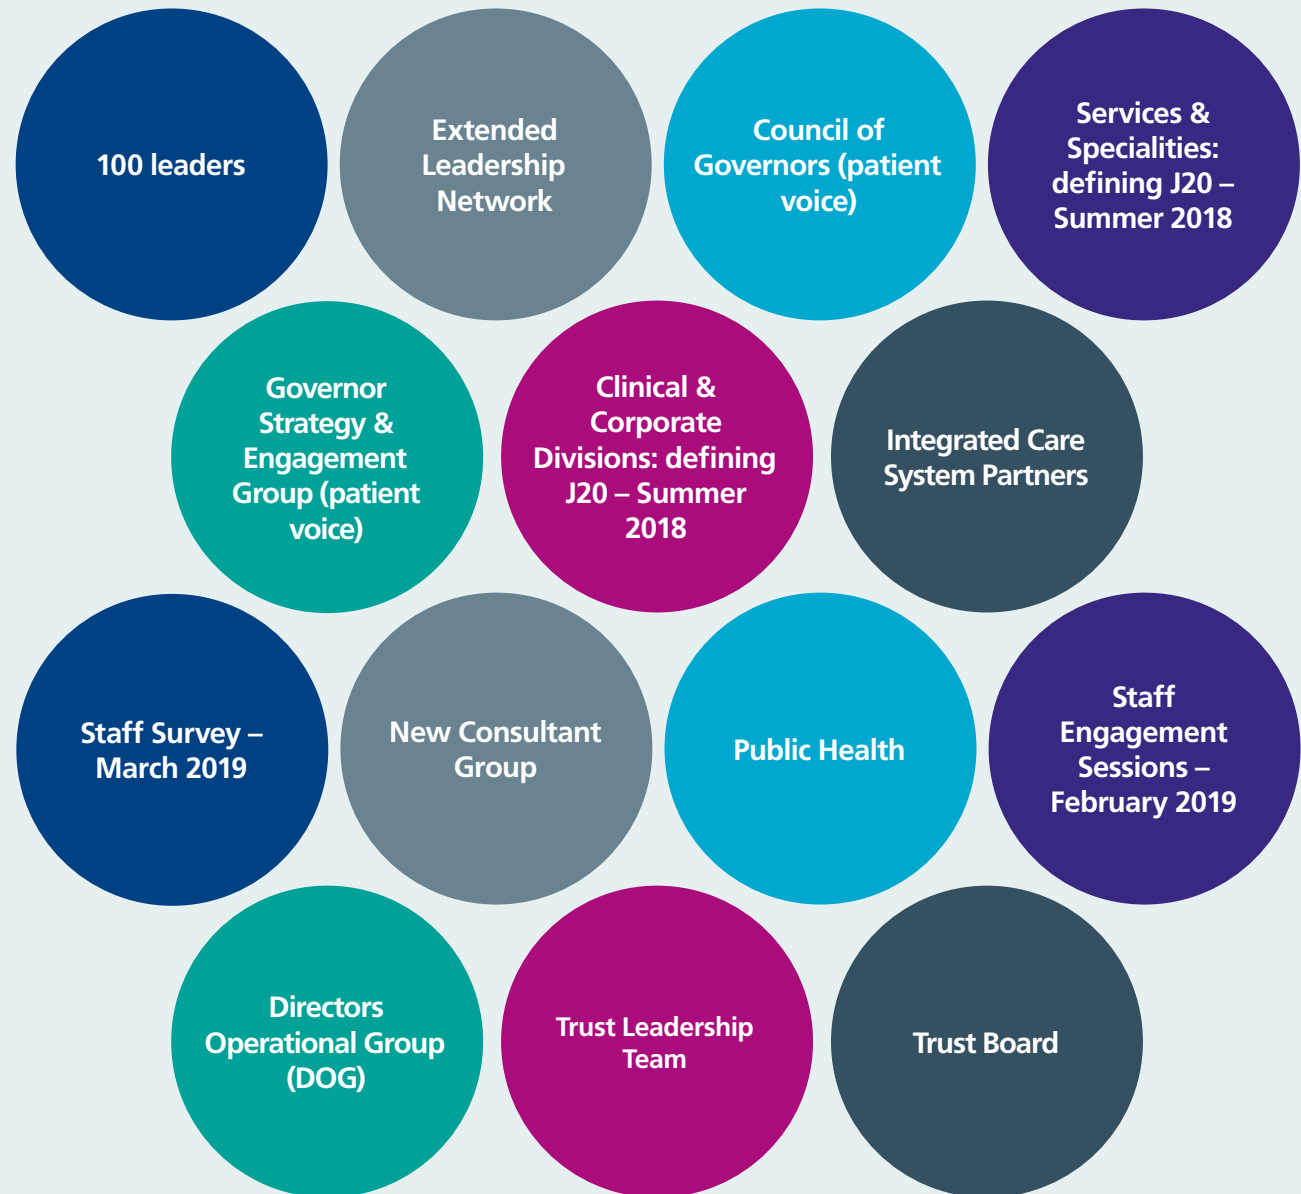 100 leaders
Extended
Leadership
Network
Council of
Governors (patient
voice)
Services &
Specialities:
defining J20 –
Summer 2018
Governor
Strategy &
Engagement
Group (patient
voice)
Clinical &
Corporate
Divisions: defining
J20 – Summer
2018
Integrated Care
System Partners
Staff Survey –
March 2019
New Consultant
Group
Public Health
Staff
Engagement
Sessions –
February 2019
Directors
Operational Group
(DOG)
Trust Leadership
Team
Trust Board